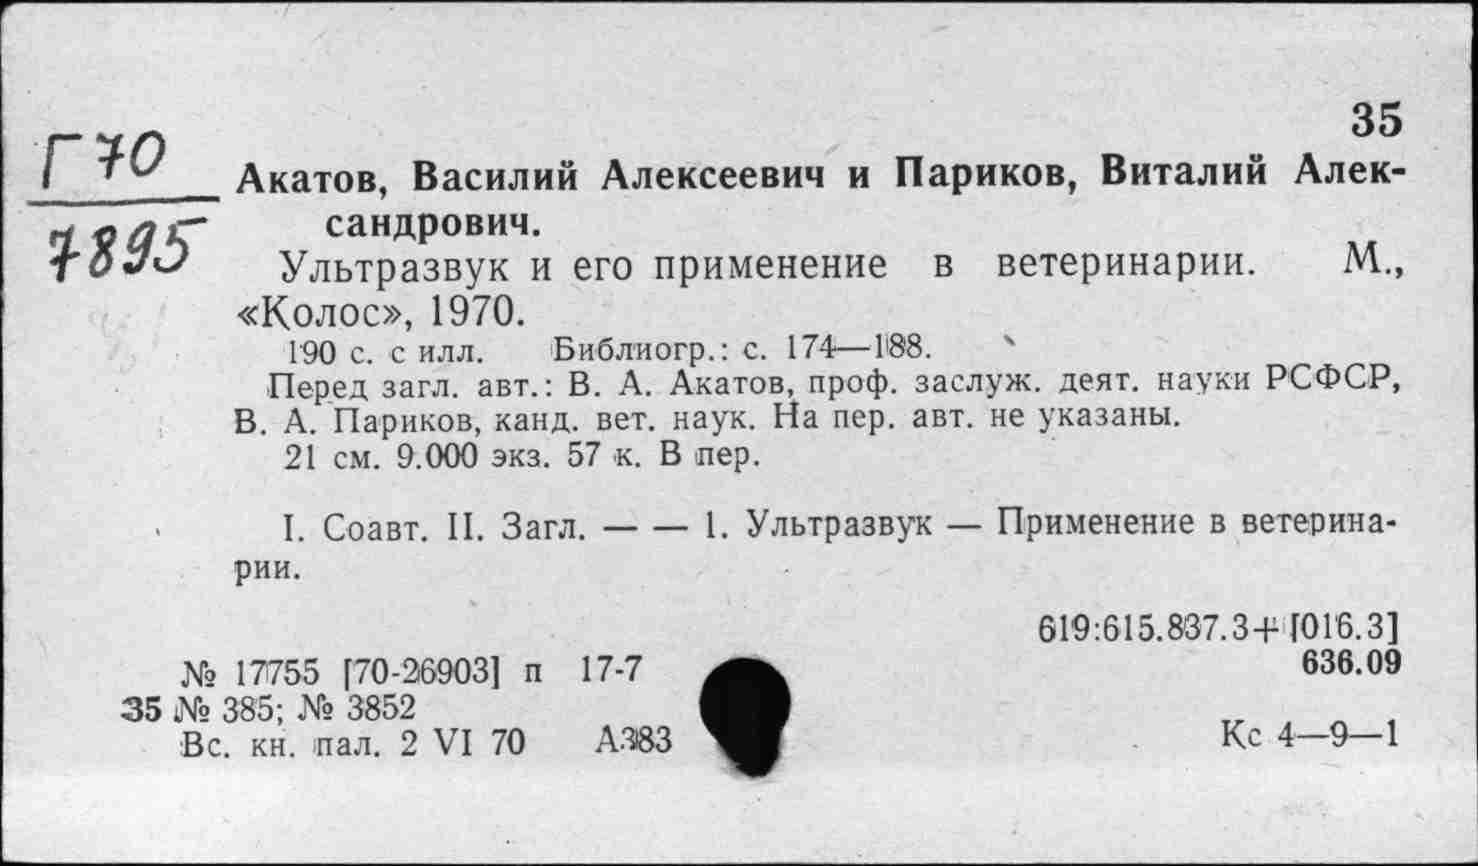 35
Г70
7895
Акатов, Василий Алексеевич и Париков, Виталий Алек-
сандрович.
Ультразвук и его применение в ветеринарии. М.,
«Колос», 1970.
190 с. с илл. Библиогр.: с. 174—188.
Перед загл. авт.: В. А. Акатов, проф. заслуж. деят. науки РСФСР,
В. А. Париков, канд. вет. наук. На пер. авт. не указаны.
21 см. 9.000 экз. 57 к. В пер.
I. Соавт. II. Загл. — — 1. Ультразвук — Применение в ветерина-
рии.
619:615.837.3+[016.3]
№ 17755 [70-26903] п 17-7 636.09
35 № 385; № 3852
Вс. кн. пал. 2 VI 70 А383 Кс 4—9—1